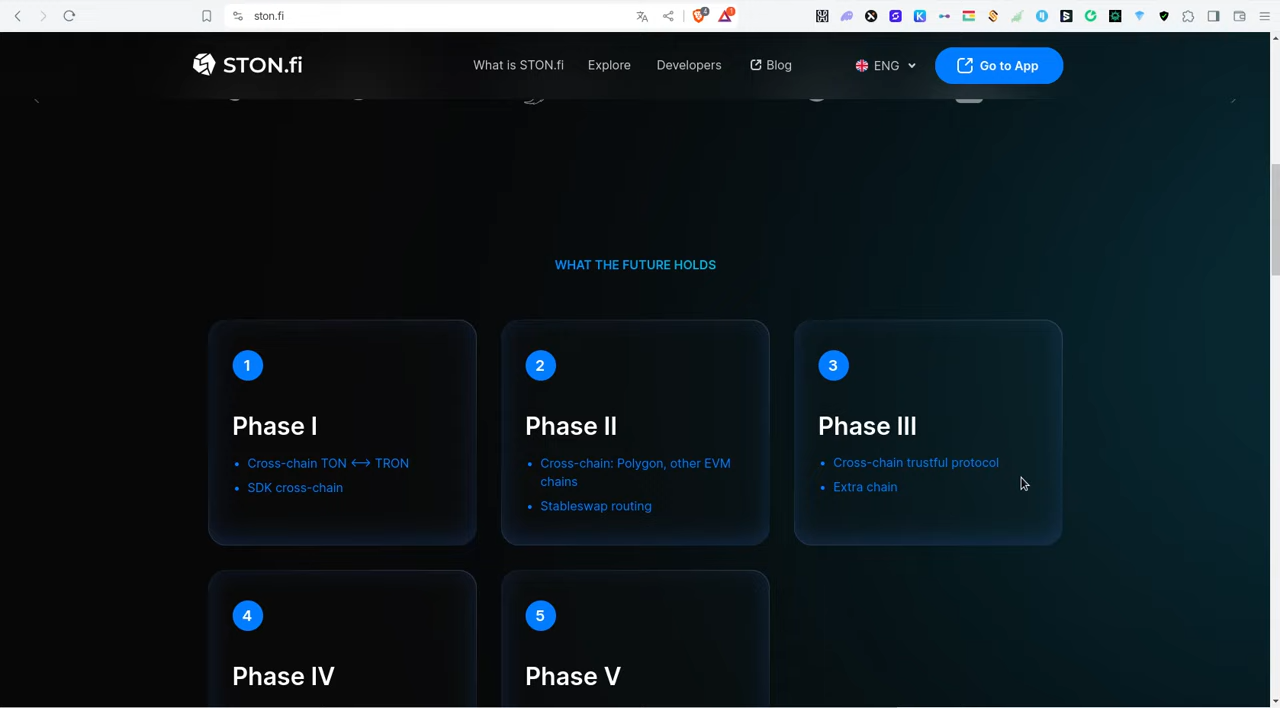 ston.fi
4
1
STON.fi
What is STON.fi
Explore
Developers
Blog
ENG
Go to App
WHAT THE FUTURE HOLDS
1
Phase I
• Cross-chain TON <-> TRON
• SDK cross-chain
2
Phase II
• Cross-chain: Polygon, other EVM
chains
• Stableswap routing
3
Phase III
• Cross-chain trustful protocol
• Extra chain
4
Phase IV
5
Phase V